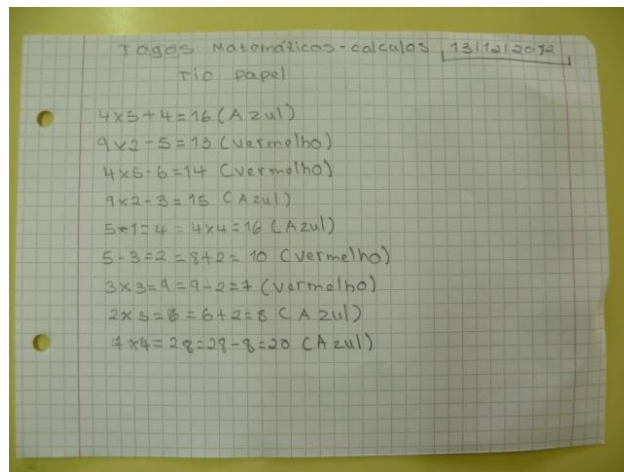 Jogos Matemáticos - calculos 13/12/2012
Tio Papel
4x5+4=16 (Azul)
9x2-5=13 (vermelho)
4x5-6=14 (vermelho)
9x2-3=15 (Azul)
5-1=4=4x4=16 (Azul)
5-3=2=8+2=10 (vermelho)
3x3=9=9-2=7 (vermelho)
2x3=6=6+2=8 (Azul)
7x4=28=28-8=20 (Azul)